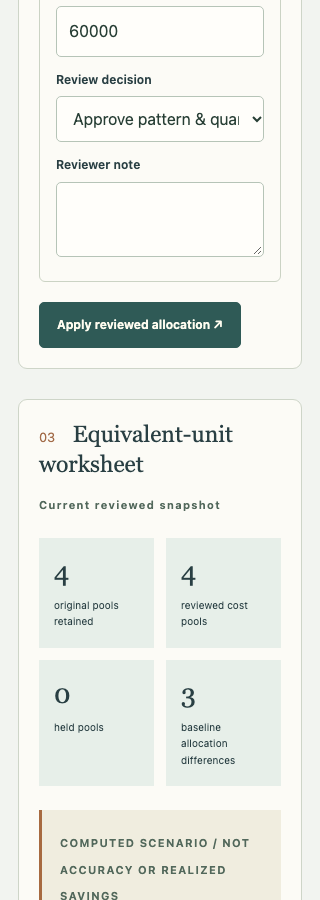 60000
Review decision
Approve pattern & quar
Reviewer note
Apply reviewed allocation ↗
03 Equivalent-unit
worksheet
Current reviewed snapshot
4
original pools
retained
4
reviewed cost
pools
0
held pools
3
baseline
allocation
differences
COMPUTED SCENARIO / NOT
ACCURACY OR REALIZED
SAVINGS